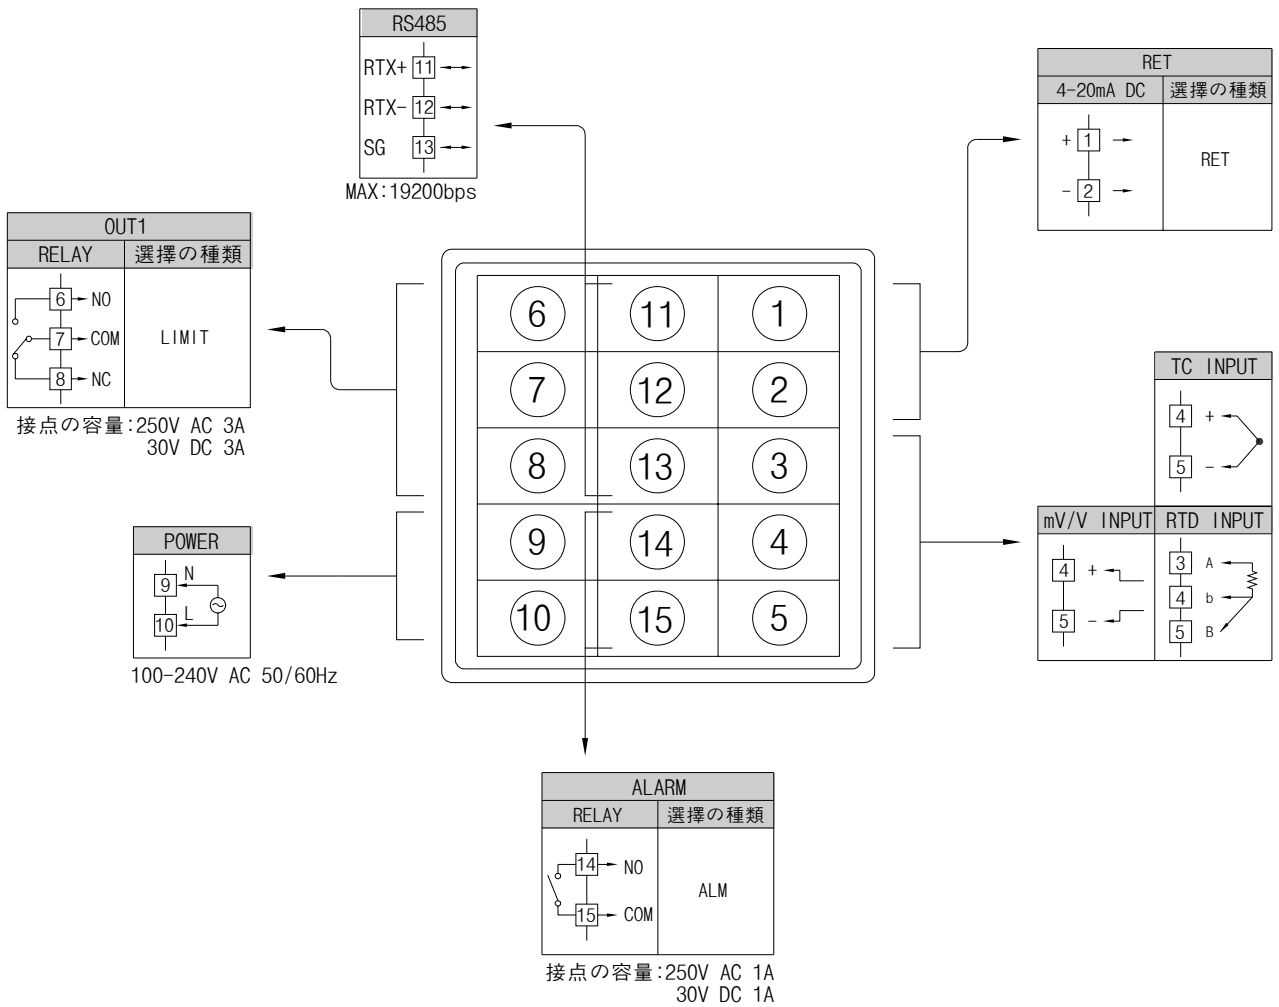 RS485
RTX+ 11
RTX- 12
SG 13
MAX:19200bps
RET
4-20mA DC 選擇の種類
+ 1
- 2
RET
OUT1
RELAY 選擇の種類
6 NO
7 COM
8 NC
LIMIT
接点の容量:250V AC 3A
30V DC 3A
6 11 1
7 12 2
8 13 3
9 14 4
10 15 5
TC INPUT
4 +
5 -
POWER
9 N
10 L
100-240V AC 50/60Hz
mV/V INPUT
4 +
5 -
RTD INPUT
3 A
4 b
5 B
ALARM
RELAY 選擇の種類
14 NO
15 COM
ALM
接点の容量:250V AC 1A
30V DC 1A